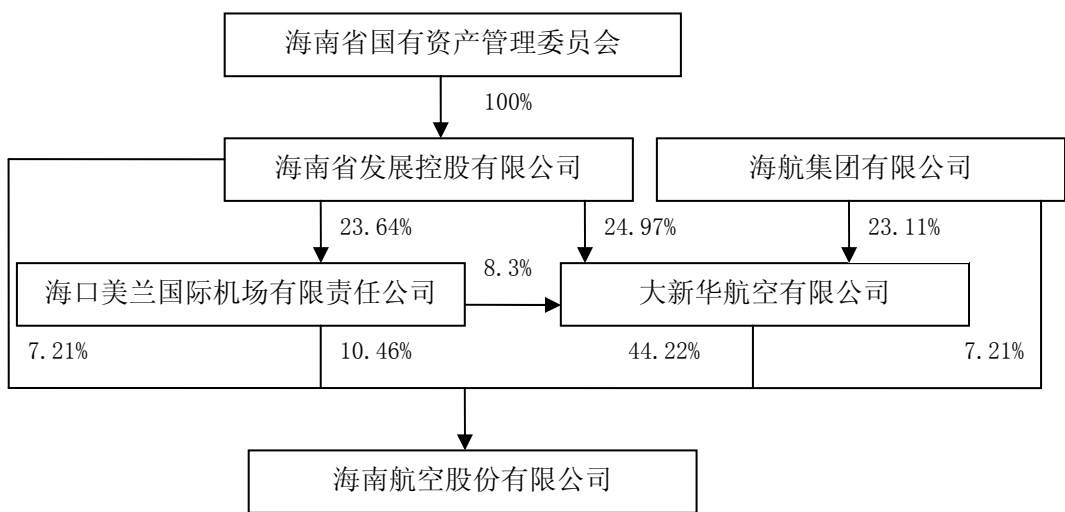 海南省国有资产管理委员会
100%
海南省发展控股有限公司
海航集团有限公司
23.64%
24.97%
23.11%
8.3%
海口美兰国际机场有限责任公司
大新华航空有限公司
7.21%
10.46%
44.22%
7.21%
海南航空股份有限公司